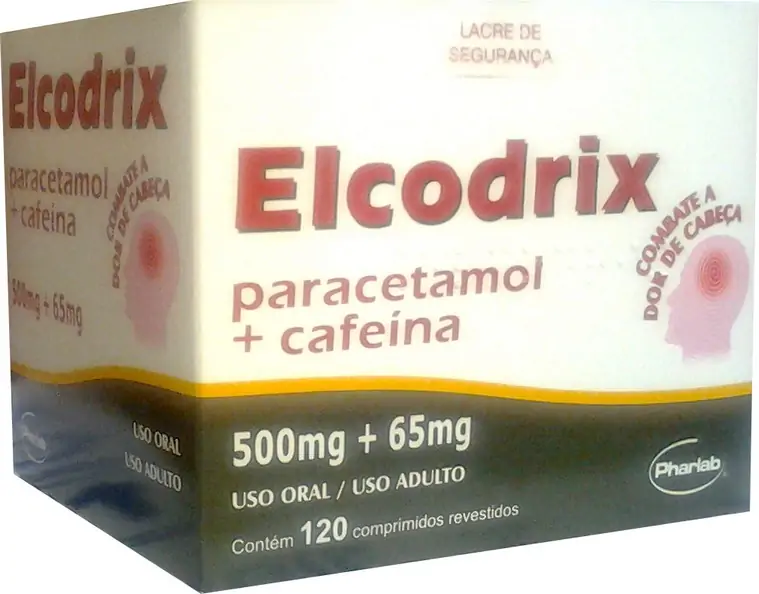 Elcodrix
paracetamol
+ cafeína
COMBATE A
DOR DE CABEÇA
500mg + 65mg
USO ORAL
USO ADULTO
LACRE DE
SEGURANÇA
Elcodrix
paracetamol
+ cafeína
COMBATE A
DOR DE CABEÇA
500mg + 65mg
USO ORAL / USO ADULTO
Contém 120 comprimidos revestidos
Pharlab